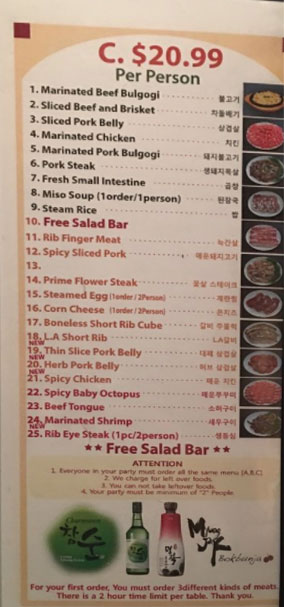 C. $20.99
Per Person
1. Marinated Beef Bulgogi 불고기
2. Sliced Beef and Brisket 차돌배기
3. Sliced Pork Belly 삼겹살
4. Marinated Chicken 치킨
5. Marinated Pork Bulgogi 돼지불고기
6. Pork Steak 생돼지목살
7. Fresh Small Intestine 곱창
8. Miso Soup (1order/1person) 된장국
9. Steam Rice 밥
10. Free Salad Bar
11. Rib Finger Meat 늑간살
12. Spicy Sliced Pork 매운돼지고기
13.
14. Prime Flower Steak 꽃살 스테이크
15. Steamed Egg (1order / 2Person) 계란찜
16. Corn Cheese (1order / 2Person) 콘치즈
17. Boneless Short Rib Cube 갈비 주물럭
18. L.A Short Rib LA갈비
NEW
19. Thin Slice Pork Belly 대패 삼겹살
NEW
20. Herb Pork Belly 허브 삼겹살
NEW
21. Spicy Chicken 매운 치킨
22. Spicy Baby Octopus 매운쭈꾸미
23. Beef Tongue 소혀구이
24. Marinated Shrimp 새우구이
NEW
25. Rib Eye Steak (1pc/2person) 생등심
★★ Free Salad Bar ★★
ATTENTION
1. Everyone in your party must order all the same menu [A,B,C]
2. We charge for left over foods.
3. You can not take leftover foods.
4. Your party must be minimum of "2" People.
Charmsoou
참
Bokbunja
For your first order, You must order 3different kinds of meats.
There is a 2 hour time limit per table. Thank you.